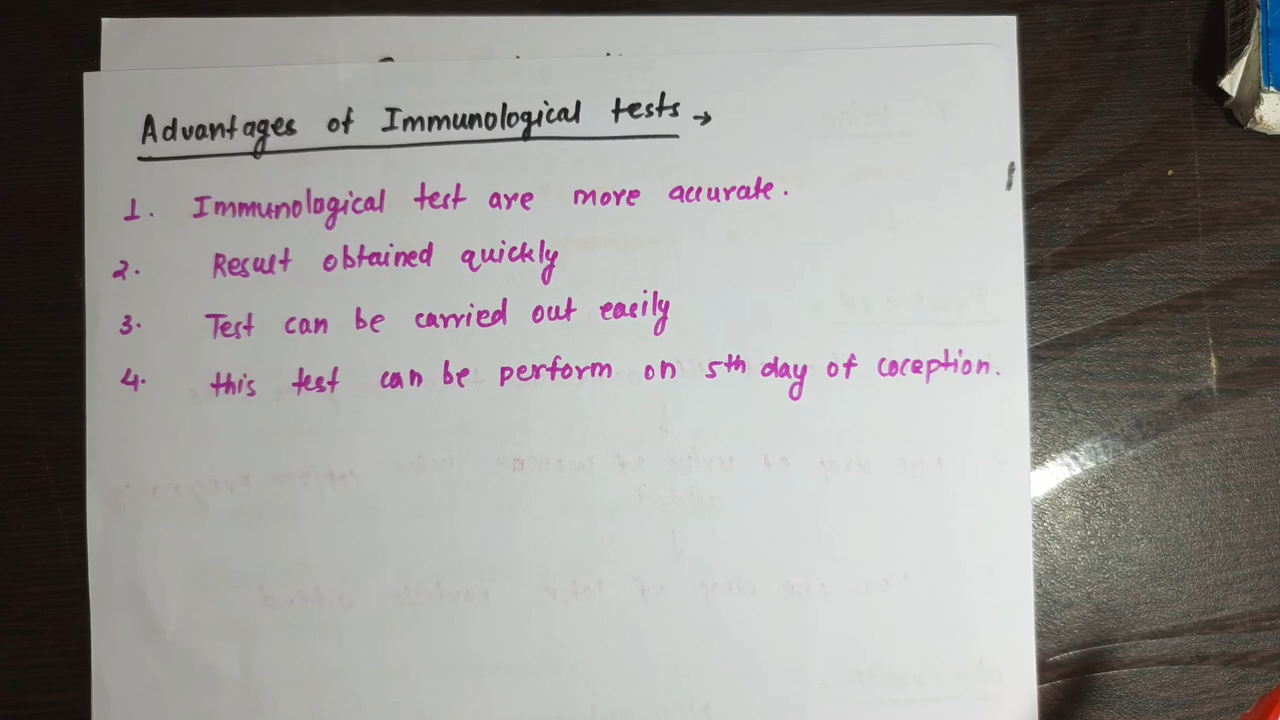 Advantages of Immunological tests →
1. Immunological test are more accurate.
2. Result obtained quickly
3. Test can be carried out easily
4. this test can be perform on 5th day of coception.